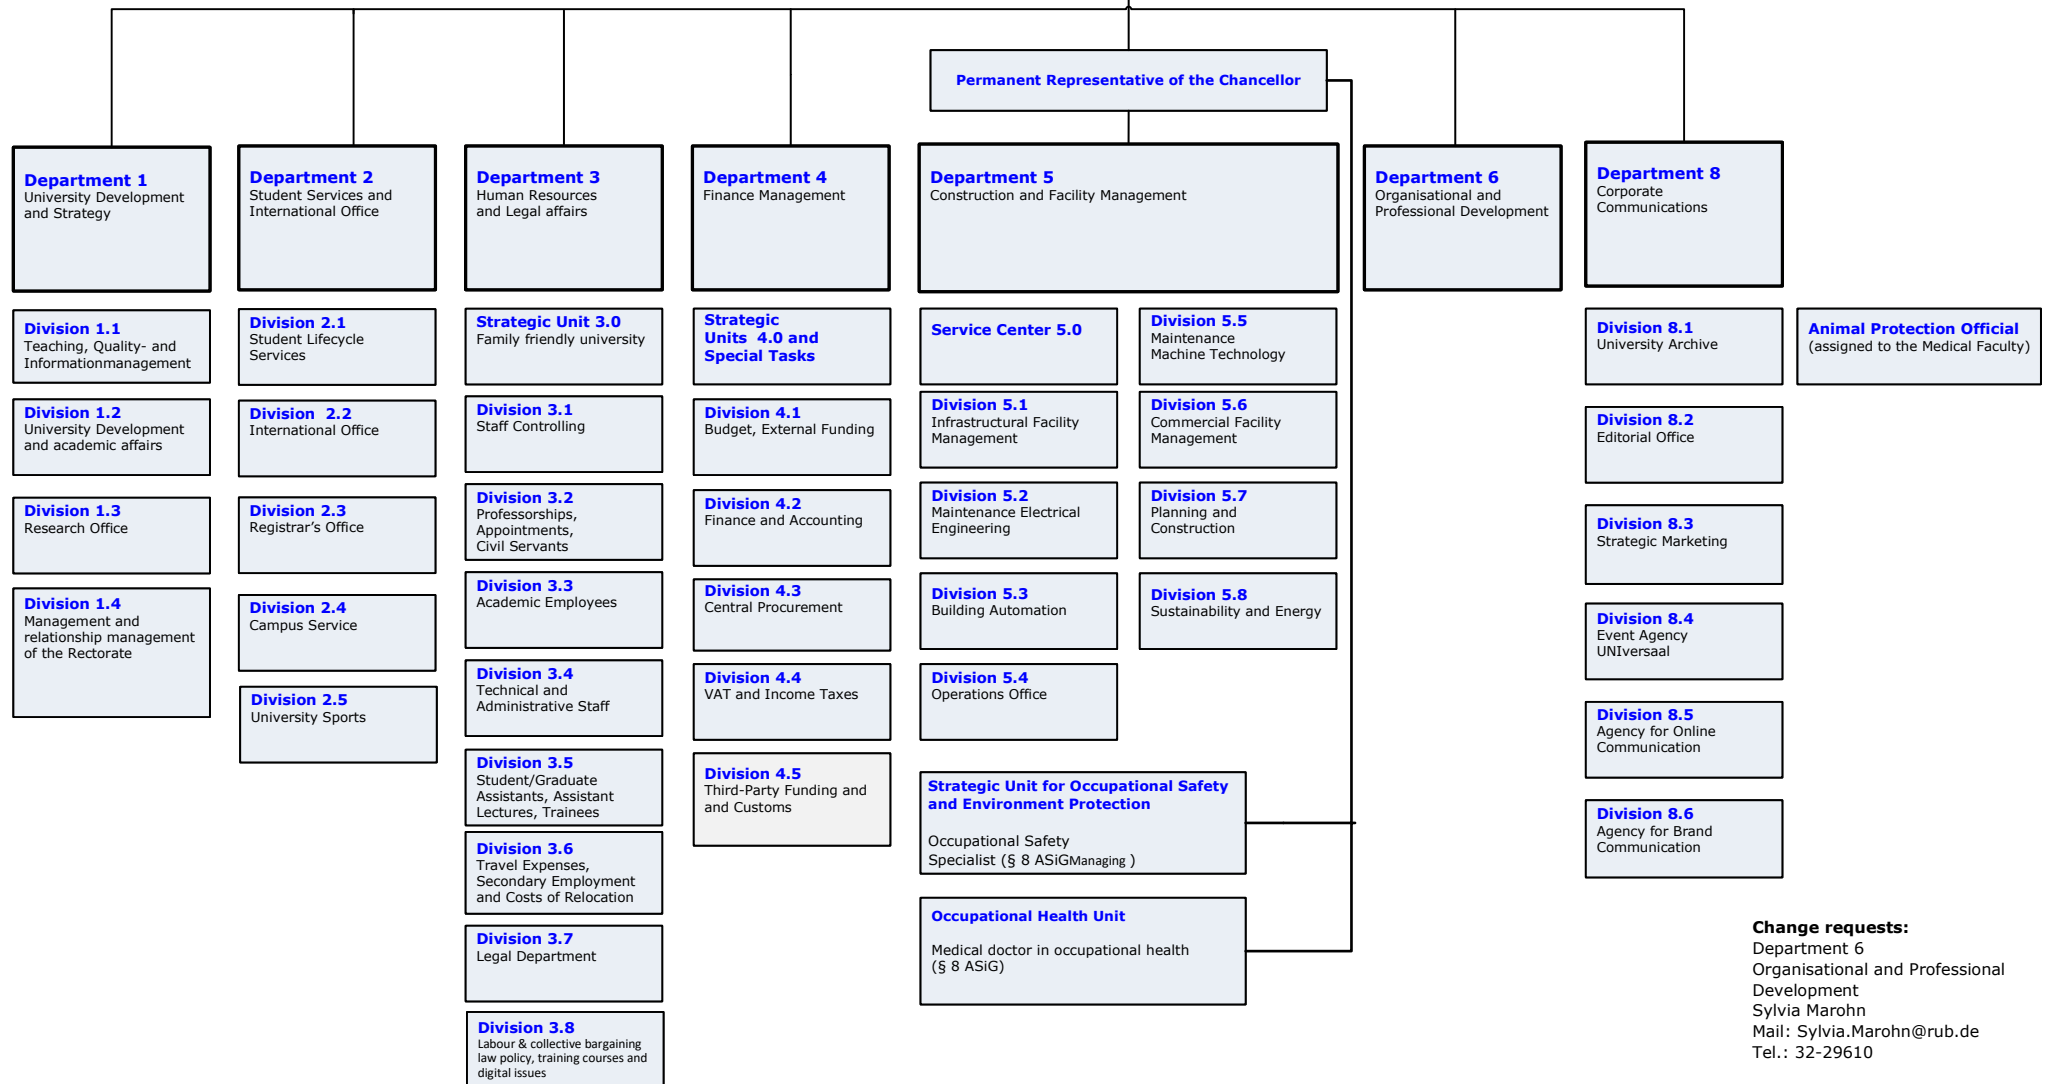 Permanent Representative of the Chancellor
Department 1
University Development
and Strategy
Department 2
Student Services and
International Office
Department 3
Human Resources
and Legal affairs
Department 4
Finance Management
Department 5
Construction and Facility Management
Department 6
Organisational and
Professional Development
Department 8
Corporate
Communications
Division 1.1
Teaching, Quality- and
Informationmanagement
Division 1.2
University Development
and academic affairs
Division 1.3
Research Office
Division 1.4
Management and
relationship management
of the Rectorate
Division 2.1
Student Lifecycle
Services
Division  2.2
International Office
Division 2.3
Registrar’s Office
Division 2.4
Campus Service
Division 2.5
University Sports
Strategic Unit 3.0
Family friendly university
Division 3.1
Staff Controlling
Division 3.2
Professorships,
Appointments,
Civil Servants
Division 3.3
Academic Employees
Division 3.4
Technical and
Administrative Staff
Division 3.5
Student/Graduate
Assistants, Assistant
Lectures, Trainees
Division 3.6
Travel Expenses,
Secondary Employment
and Costs of Relocation
Division 3.7
Legal Department
Division 3.8
Labour & collective bargaining
law policy, training courses and
digital issues
Strategic
Units  4.0 and
Special Tasks
Division 4.1
Budget, External Funding
Division 4.2
Finance and Accounting
Division 4.3
Central Procurement
Division 4.4
VAT and Income Taxes
Division 4.5
Third-Party Funding and
and Customs
Service Center 5.0
Division 5.1
Infrastructural Facility
Management
Division 5.2
Maintenance Electrical
Engineering
Division 5.3
Building Automation
Division 5.4
Operations Office
Division 5.5
Maintenance
Machine Technology
Division 5.6
Commercial Facility
Management
Division 5.7
Planning and
Construction
Division 5.8
Sustainability and Energy
Strategic Unit for Occupational Safety
and Environment Protection
Occupational Safety
Specialist (§ 8 ASiGManaging )
Occupational Health Unit
Medical doctor in occupational health
(§ 8 ASiG)
Division 8.1
University Archive
Division 8.2
Editorial Office
Division 8.3
Strategic Marketing
Division 8.4
Event Agency
UNIversaal
Division 8.5
Agency for Online
Communication
Division 8.6
Agency for Brand
Communication
Animal Protection Official
(assigned to the Medical Faculty)
Change requests:
Department 6
Organisational and Professional
Development
Sylvia Marohn
Mail: Sylvia.Marohn@rub.de
Tel.: 32-29610